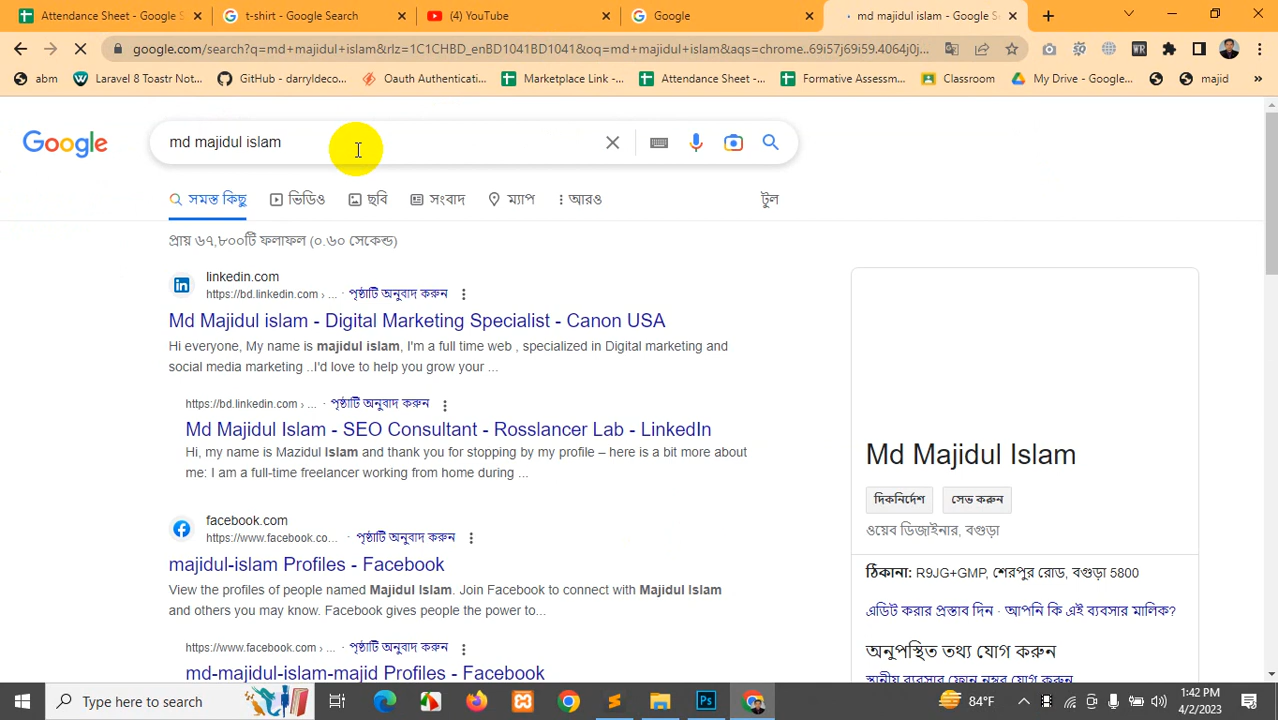 Attendance Sheet - Google S
t-shirt - Google Search
(4) YouTube
Google
md majidul islam - Google Se
google.com/search?q=md+majidul+islam&rlz=1C1CHBD_enBD1041BD1041&oq=md+majidul+islam&aqs=chrome..69i57j69i59.4064j0j...
abm
Laravel 8 Toastr Not...
GitHub - darryldeco...
Oauth Authenticati...
Marketplace Link -...
Attendance Sheet -...
Formative Assessm...
Classroom
My Drive - Google...
majid
Google
md majidul islam
সমস্ত কিছু
ভিডিও
ছবি
সংবাদ
ম্যাপ
আরও
টুল
প্রায় ৬৭,৮০০টি ফলাফল (০.৬০ সেকেন্ড)
linkedin.com
https://bd.linkedin.com › ... · পৃষ্ঠাটি অনুবাদ করুন
Md Majidul islam - Digital Marketing Specialist - Canon USA
Hi everyone, My name is majidul islam, I'm a full time web , specialized in Digital marketing and
social media marketing ..I'd love to help you grow your ...
https://bd.linkedin.com › ... · পৃষ্ঠাটি অনুবাদ করুন
Md Majidul Islam - SEO Consultant - Rosslancer Lab - LinkedIn
Hi, my name is Mazidul Islam and thank you for stopping by my profile – here is a bit more about
me: I am a full-time freelancer working from home during ...
facebook.com
https://www.facebook.co... · পৃষ্ঠাটি অনুবাদ করুন
majidul-islam Profiles - Facebook
View the profiles of people named Majidul Islam. Join Facebook to connect with Majidul Islam
and others you may know. Facebook gives people the power to...
https://www.facebook.com › ... · পৃষ্ঠাটি অনুবাদ করুন
md-majidul-islam-majid Profiles - Facebook
Md Majidul Islam
দিকনির্দেশ
সেভ করুন
ওয়েব ডিজাইনার, বগুড়া
ঠিকানা: R9JG+GMP, শেরপুর রোড, বগুড়া 5800
এডিট করার প্রস্তাব দিন · আপনি কি এই ব্যবসার মালিক?
অনুপস্থিত তথ্য যোগ করুন
স্থানীয় ব্যবসার ফোন নম্বর যোগ করুন
Type here to search
84°F
1:42 PM
4/2/2023